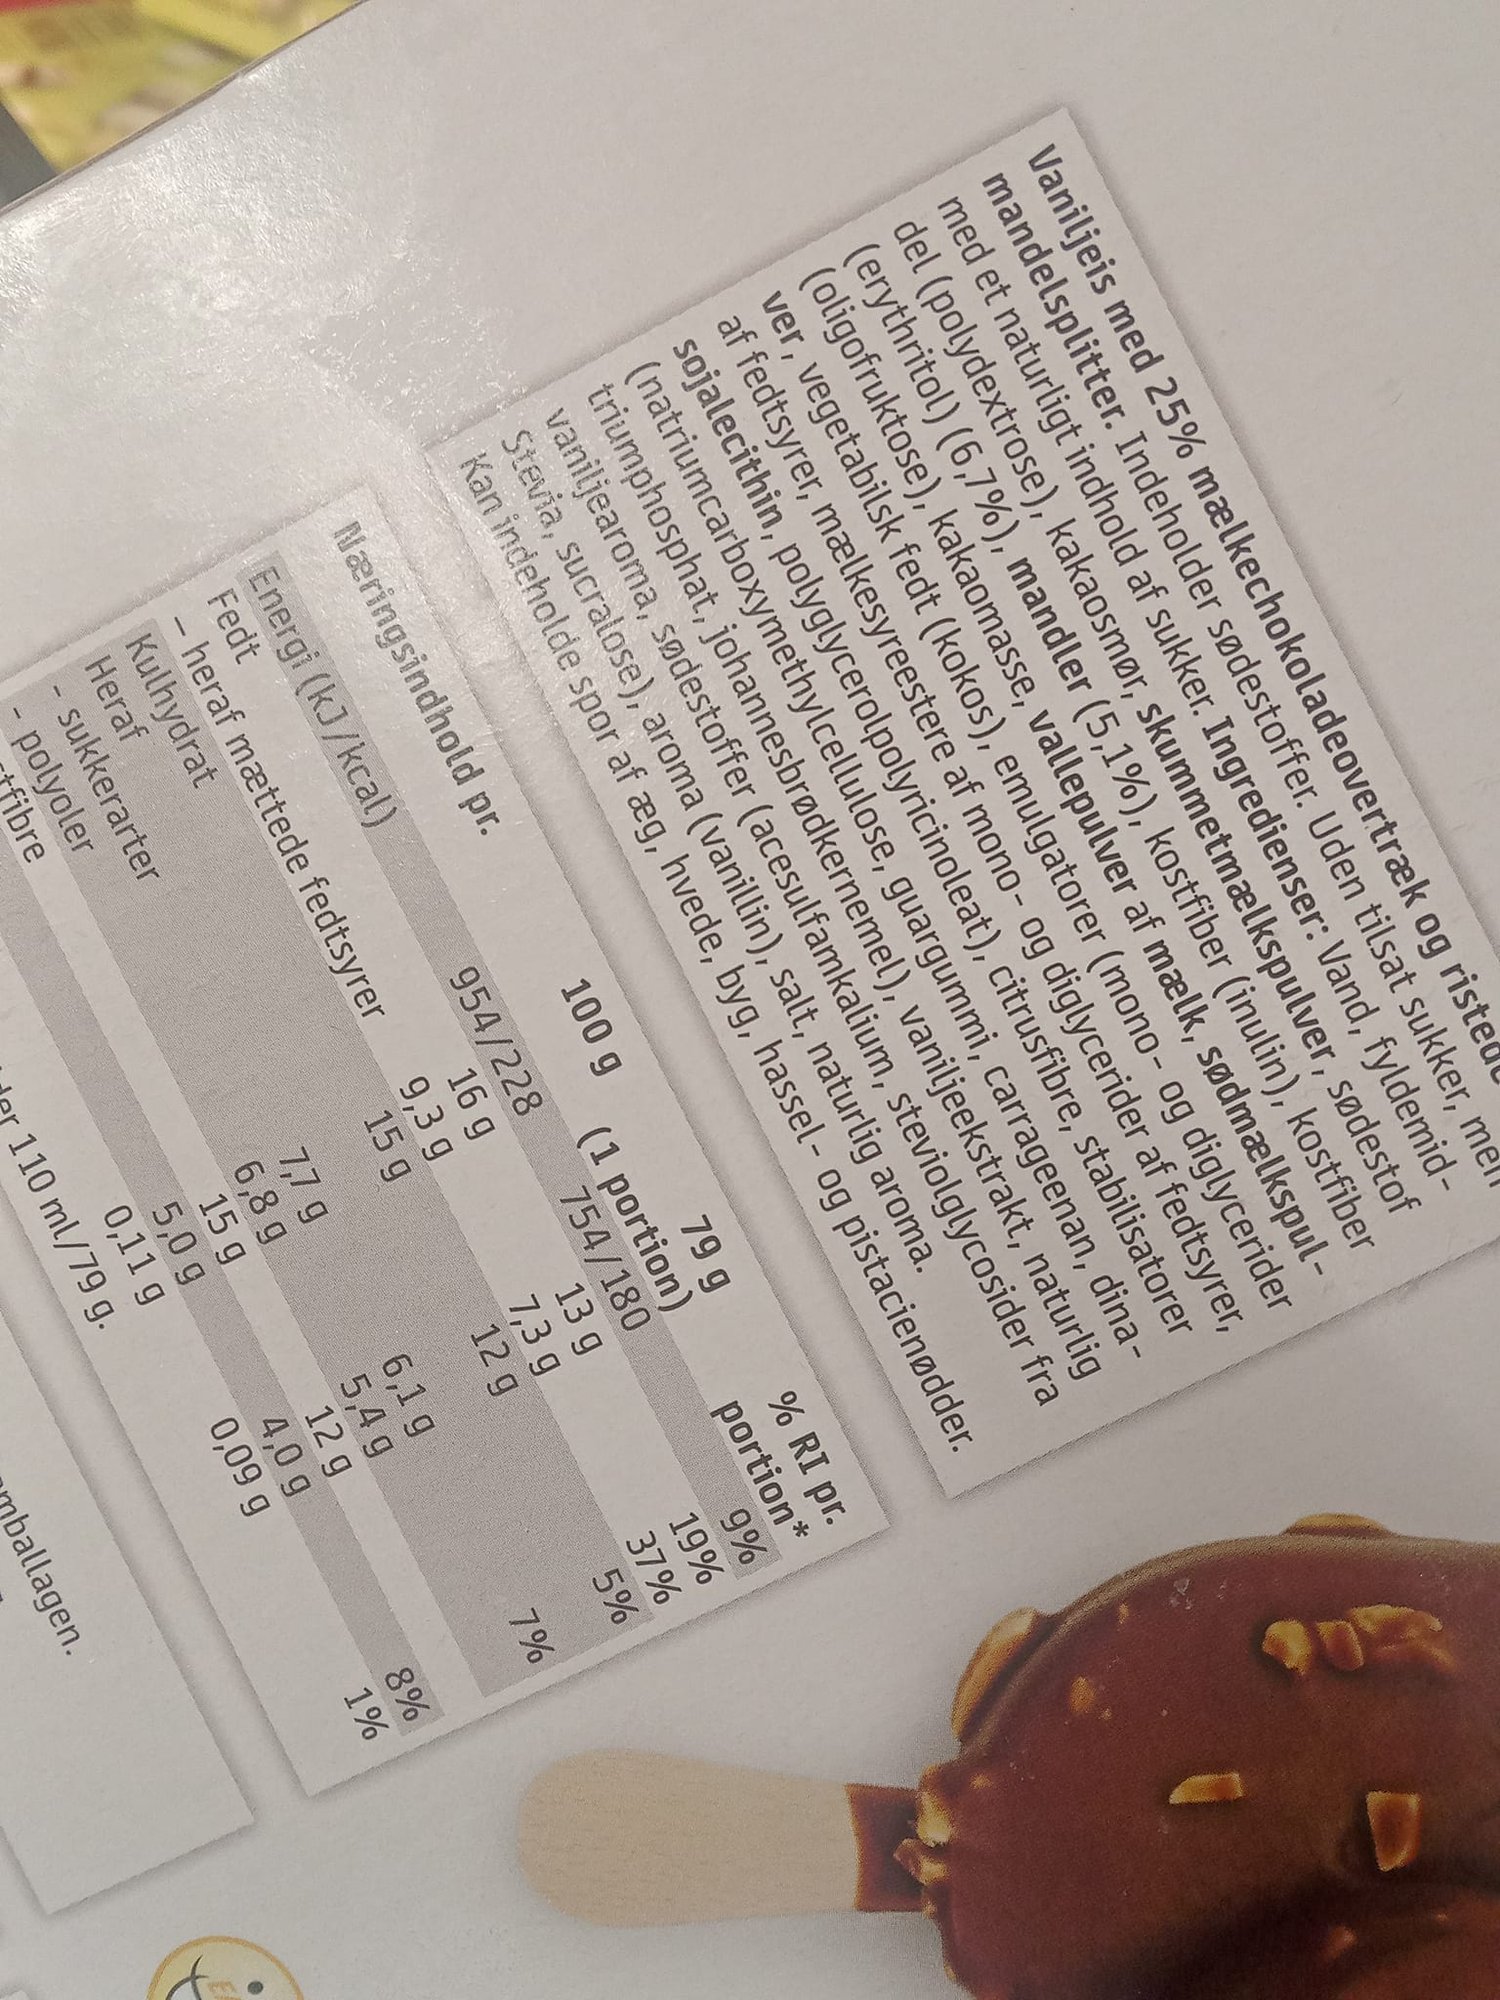 Vaniljeis med 25% mælkechokoladeovertræk og ristede
mandelsplitter. Indeholder sødestoffer. Uden tilsat sukker, men
med et naturligt indhold af sukker. Ingredienser: Vand, fyldemid-
del (polydextrose), kakaosmør, skummetmælkspulver, sødestof
(erythritol) (6,7%), mandler (5,1%), kostfiber (inulin), kostfiber
(oligofruktose), kakaomasse, vallepulver af mælk, sødmælkspul-
ver, vegetabilsk fedt (kokos), emulgatorer (mono- og diglycerider
af fedtsyrer, mælkesyreestere af mono- og diglycerider af fedtsyrer,
sojalecithin, polyglycerolpolyricinoleat), citrusfibre, stabilisatorer
(natriumcarboxymethylcellulose, guargummi, carrageenan, dina-
triumphosphat, johannesbrødkernemel), vaniljeekstrakt, naturlig
vaniljearoma, sødestoffer (acesulfamkalium, steviolglycosider fra
Stevia, sucralose), aroma (vanillin), salt, naturlig aroma.
Kan indeholde spor af æg, hvede, byg, hassel- og pistacienødder.
Næringsindhold pr. 100 g 79 g (1 portion) % RI pr. portion*
Energi (kJ/kcal) 954/228 754/180 9%
Fedt 16 g 13 g 19%
– heraf mættede fedtsyrer 9,3 g 7,3 g 37%
Kulhydrat 15 g 12 g 5%
Heraf
- sukkerarter 7,7 g 6,1 g 7%
- polyoler 6,8 g 5,4 g
stfibre 15 g 12 g
5,0 g 4,0 g 8%
0,11 g 0,09 g 1%
der 110 ml/79 g.
mballagen.